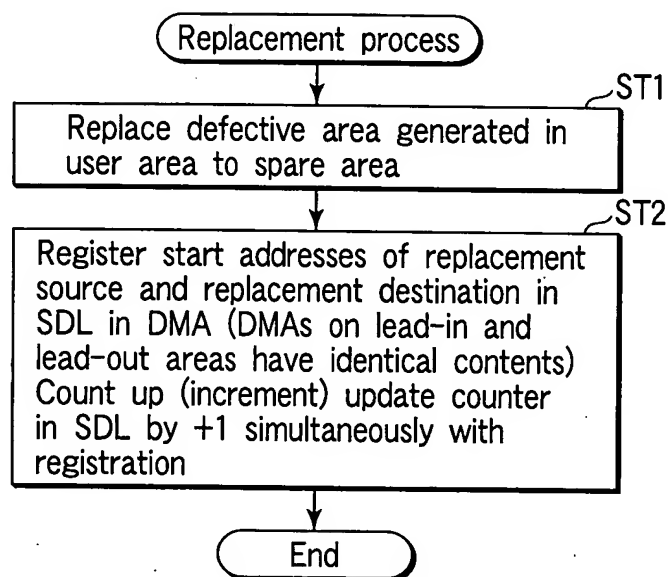 Replacement process
ST1
Replace defective area generated in
user area to spare area
ST2
Register start addresses of replacement
source and replacement destination in
SDL in DMA (DMAs on lead-in and
lead-out areas have identical contents)
Count up (increment) update counter
in SDL by +1 simultaneously with
registration
End